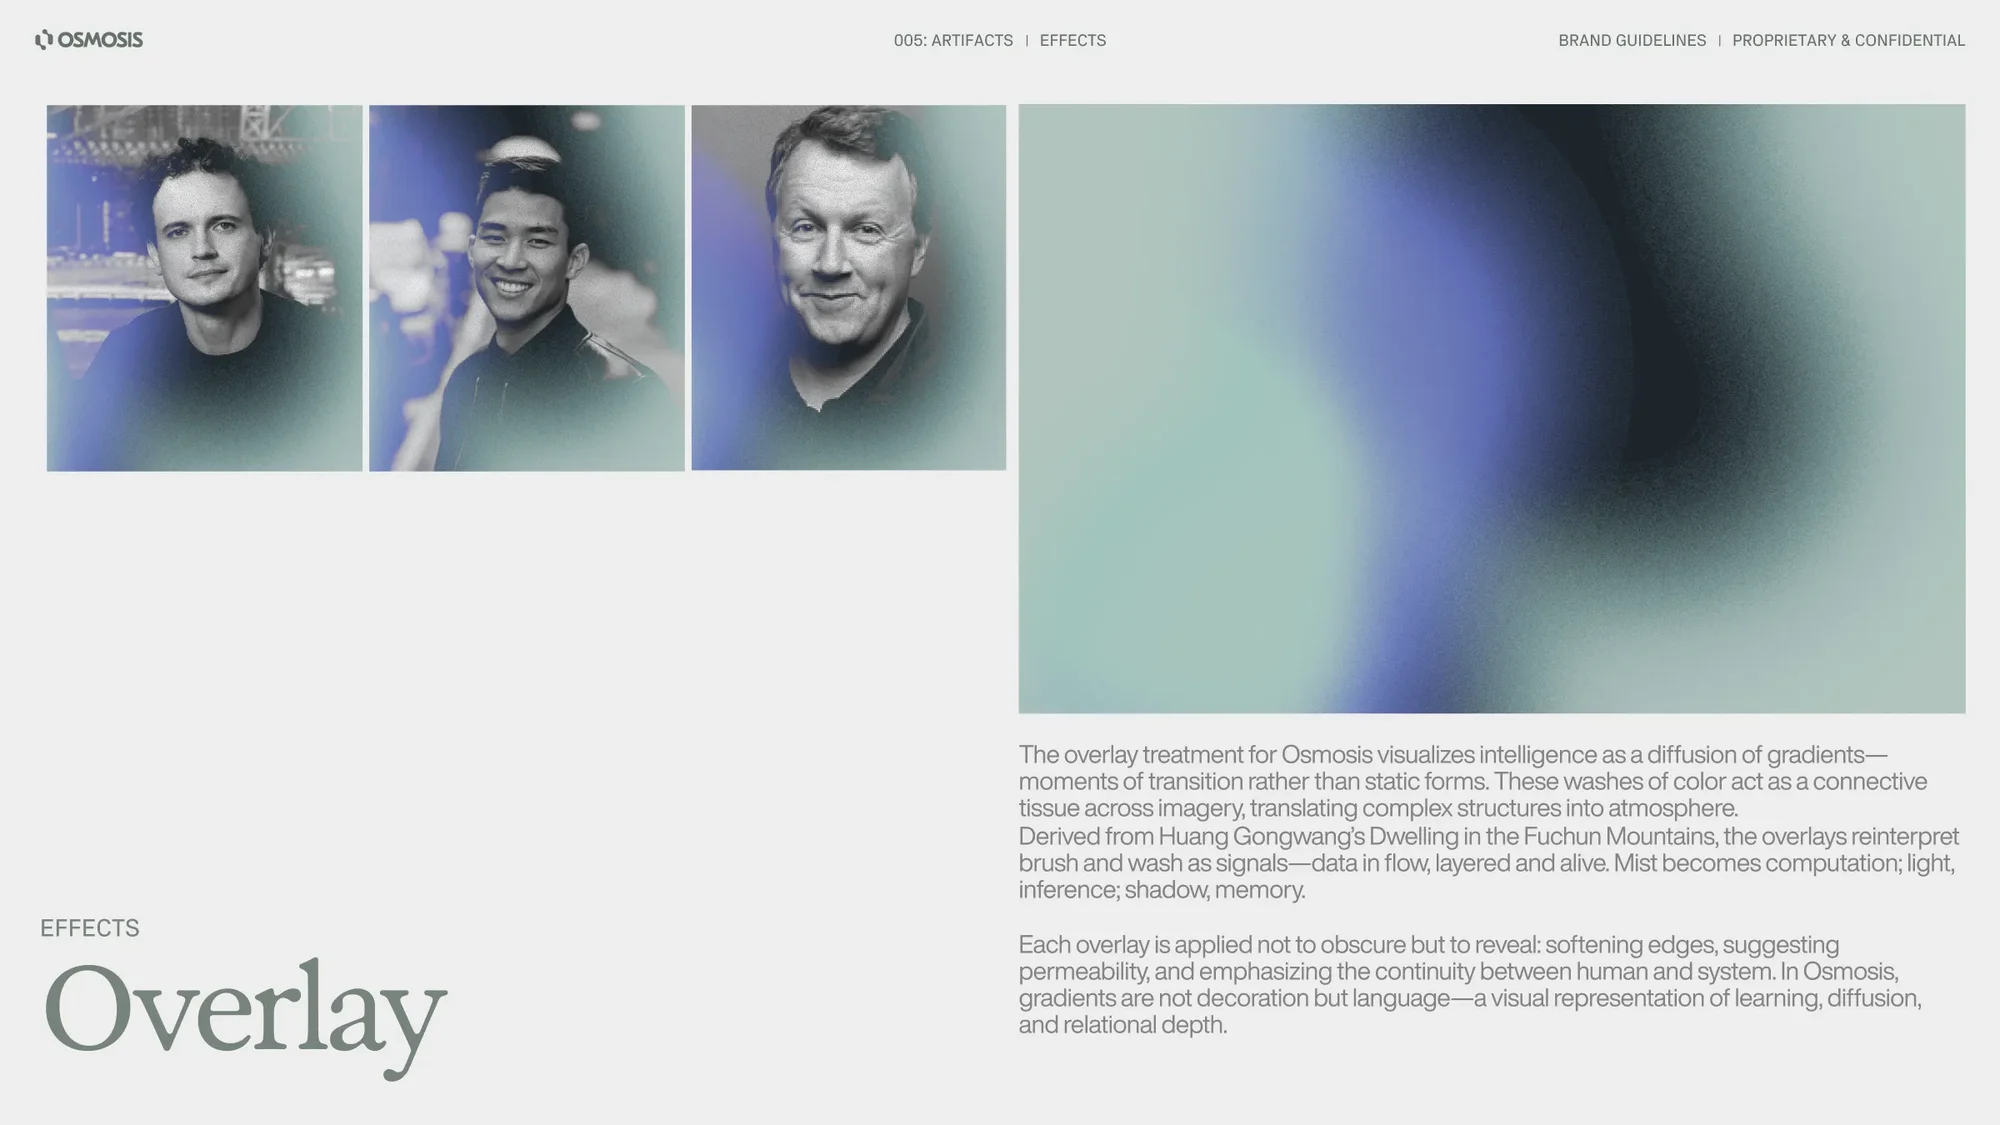 OSMOSIS
005: ARTIFACTS | EFFECTS
BRAND GUIDELINES | PROPRIETARY & CONFIDENTIAL
The overlay treatment for Osmosis visualizes intelligence as a diffusion of gradients—
moments of transition rather than static forms. These washes of color act as a connective
tissue across imagery, translating complex structures into atmosphere.
Derived from Huang Gongwang’s Dwelling in the Fuchun Mountains, the overlays reinterpret
brush and wash as signals—data in flow, layered and alive. Mist becomes computation; light,
inference; shadow, memory.
Each overlay is applied not to obscure but to reveal: softening edges, suggesting
permeability, and emphasizing the continuity between human and system. In Osmosis,
gradients are not decoration but language—a visual representation of learning, diffusion,
and relational depth.
EFFECTS
Overlay